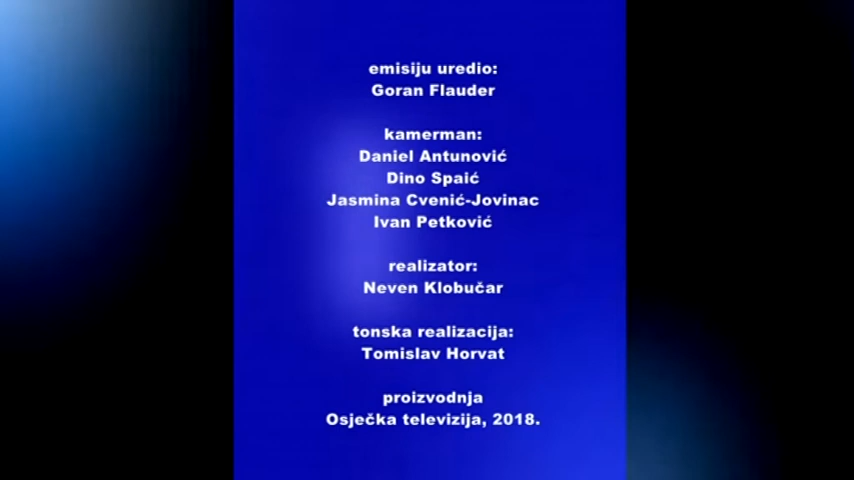 emisiju uredio:
Goran Flauder
kamerman:
Daniel Antunović
Dino Spaić
Jasmina Cvenić-Jovinac
Ivan Petković
realizator:
Neven Klobučar
tonska realizacija:
Tomislav Horvat
proizvodnja
Osječka televizija, 2018.